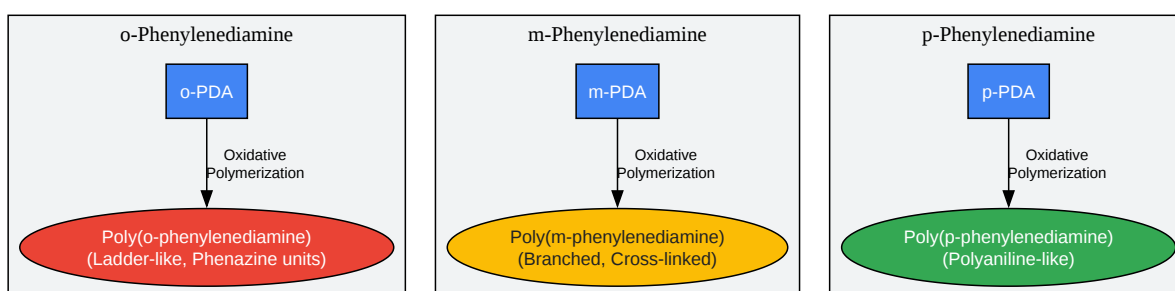 o-Phenylenediamine
o-PDA
Oxidative
Polymerization
Poly(o-phenylenediamine)
(Ladder-like, Phenazine units)
m-Phenylenediamine
m-PDA
Oxidative
Polymerization
Poly(m-phenylenediamine)
(Branched, Cross-linked)
p-Phenylenediamine
p-PDA
Oxidative
Polymerization
Poly(p-phenylenediamine)
(Polyaniline-like)